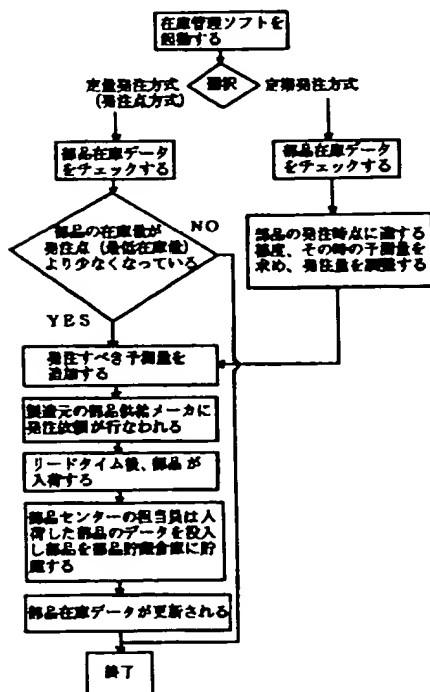 在庫管理ソフトを
起動する
選択
定量発注方式
(発注点方式)
定期発注方式
部品在庫データ
をチェックする
部品在庫データ
をチェックする
部品の在庫量が
発注点(最低在庫量)
より少なくなっている
NO
YES
部品の発注時点に達する
都度、その時の予測量を
求め、発注量を調整する
発注すべき予測量を
追加する
製造元の部品供給メーカに
発注依頼が行なわれる
リードタイム後、部品が
入荷する
部品センターの担当員は入
荷した部品のデータを投入
し部品を部品貯蔵倉庫に貯
蔵する
部品在庫データが更新される
終了